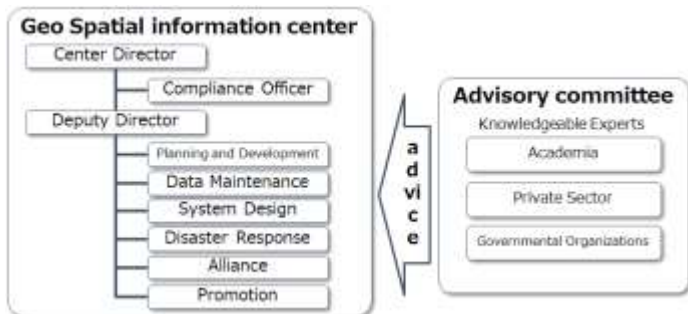 Geo Spatial information center
Center Director
Compliance Officer
Deputy Director
Planning and Development
Data Maintenance
System Design
Disaster Response
Alliance
Promotion
advice
Advisory committee
Knowledgeable Experts
Academia
Private Sector
Governmental Organizations